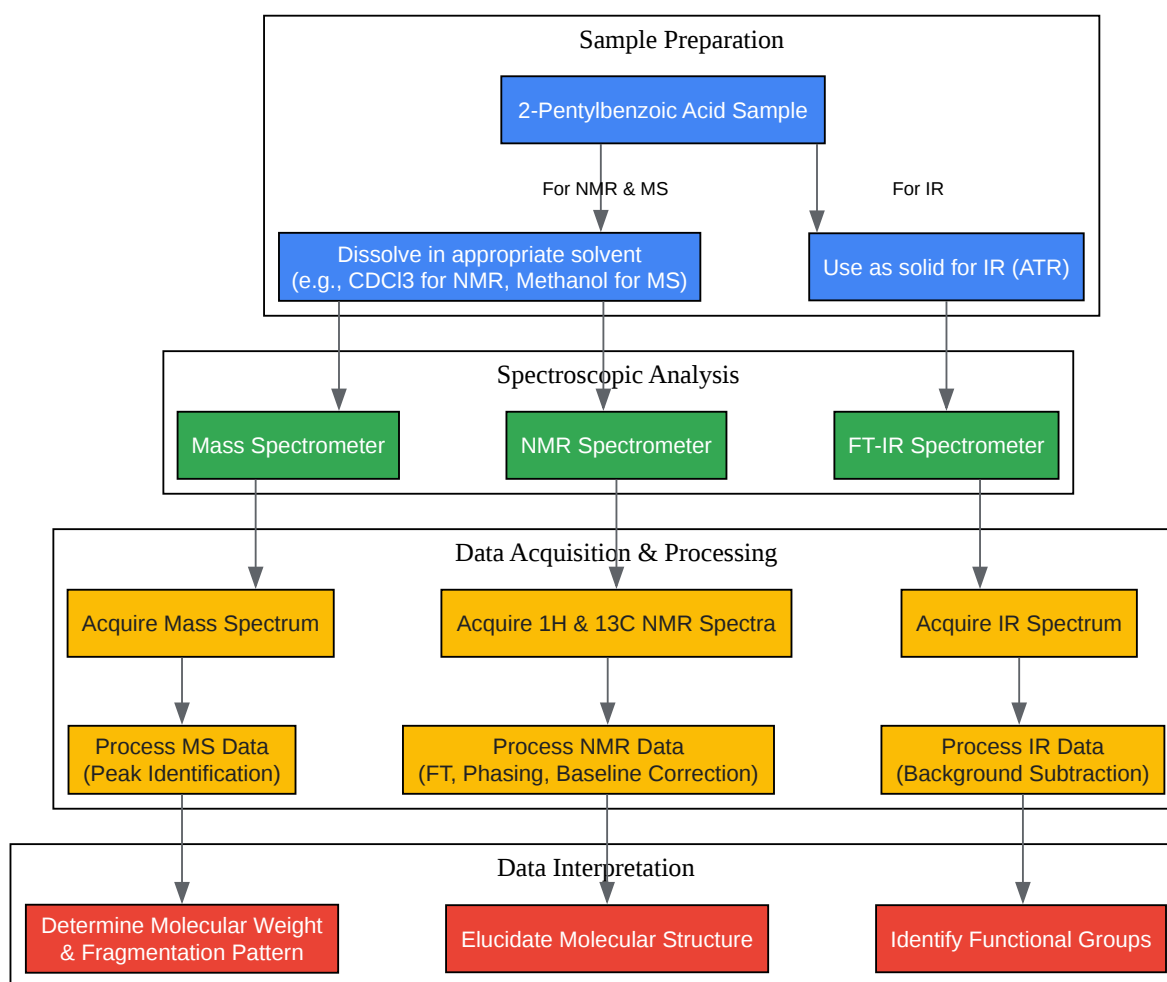 Sample Preparation
2-Pentylbenzoic Acid Sample
For NMR & MS
For IR
Dissolve in appropriate solvent
(e.g., CDCl3 for NMR, Methanol for MS)
Use as solid for IR (ATR)
Spectroscopic Analysis
Mass Spectrometer
NMR Spectrometer
FT-IR Spectrometer
Data Acquisition & Processing
Acquire Mass Spectrum
Acquire 1H & 13C NMR Spectra
Acquire IR Spectrum
Process MS Data
(Peak Identification)
Process NMR Data
(FT, Phasing, Baseline Correction)
Process IR Data
(Background Subtraction)
Data Interpretation
Determine Molecular Weight
& Fragmentation Pattern
Elucidate Molecular Structure
Identify Functional Groups